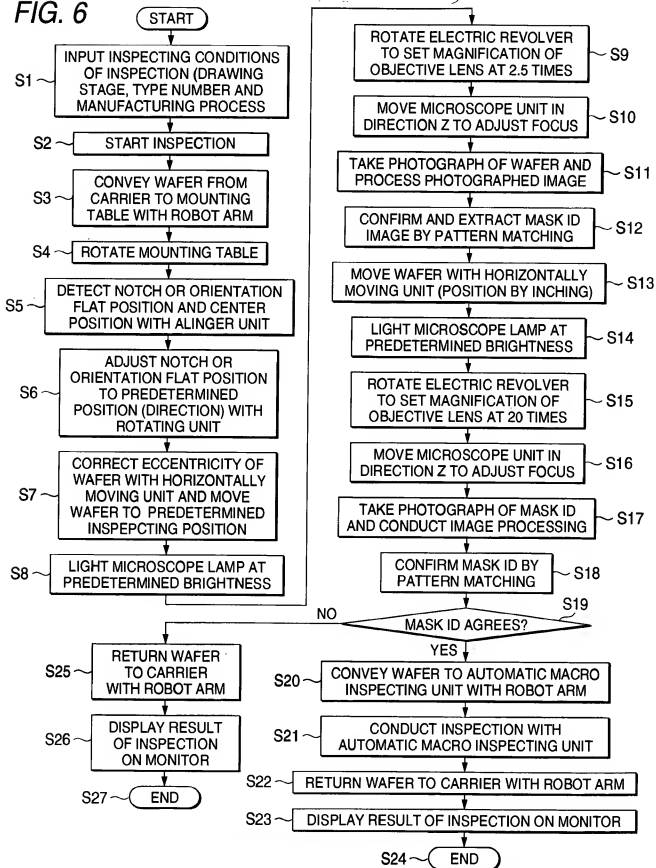 FIG. 6
START
S1
INPUT INSPECTING CONDITIONS
OF INSPECTION (DRAWING
STAGE, TYPE NUMBER AND
MANUFACTURING PROCESS
S2
START INSPECTION
S3
CONVEY WAFER FROM
CARRIER TO MOUNTING
TABLE WITH ROBOT ARM
S4
ROTATE MOUNTING TABLE
S5
DETECT NOTCH OR ORIENTATION
FLAT POSITION AND CENTER
POSITION WITH ALINGER UNIT
S6
ADJUST NOTCH OR
ORIENTATION FLAT POSITION
TO PREDETERMINED
POSITION (DIRECTION) WITH
ROTATING UNIT
S7
CORRECT ECCENTRICITY OF
WAFER WITH HORIZONTALLY
MOVING UNIT AND MOVE
WAFER TO PREDETERMINED
INSPEPCTING POSITION
S8
LIGHT MICROSCOPE LAMP AT
PREDETERMINED BRIGHTNESS
ROTATE ELECTRIC REVOLVER
TO SET MAGNIFICATION OF
OBJECTIVE LENS AT 2.5 TIMES
S9
MOVE MICROSCOPE UNIT IN
DIRECTION Z TO ADJUST FOCUS
S10
TAKE PHOTOGRAPH OF WAFER AND
PROCESS PHOTOGRAPHED IMAGE
S11
CONFIRM AND EXTRACT MASK ID
IMAGE BY PATTERN MATCHING
S12
MOVE WAFER WITH HORIZONTALLY
MOVING UNIT (POSITION BY INCHING)
S13
LIGHT MICROSCOPE LAMP AT
PREDETERMINED BRIGHTNESS
S14
ROTATE ELECTRIC REVOLVER
TO SET MAGNIFICATION OF
OBJECTIVE LENS AT 20 TIMES
S15
MOVE MICROSCOPE UNIT IN
DIRECTION Z TO ADJUST FOCUS
S16
TAKE PHOTOGRAPH OF MASK ID
AND CONDUCT IMAGE PROCESSING
S17
CONFIRM MASK ID BY
PATTERN MATCHING
S18
S19
MASK ID AGREES?
NO
YES
S25
RETURN WAFER
TO CARRIER
WITH ROBOT ARM
S26
DISPLAY RESULT
OF INSPECTION
ON MONITOR
S27
END
S20
CONVEY WAFER TO AUTOMATIC MACRO
INSPECTING UNIT WITH ROBOT ARM
S21
CONDUCT INSPECTION WITH
AUTOMATIC MACRO INSPECTING UNIT
S22
RETURN WAFER TO CARRIER WITH ROBOT ARM
S23
DISPLAY RESULT OF INSPECTION ON MONITOR
S24
END